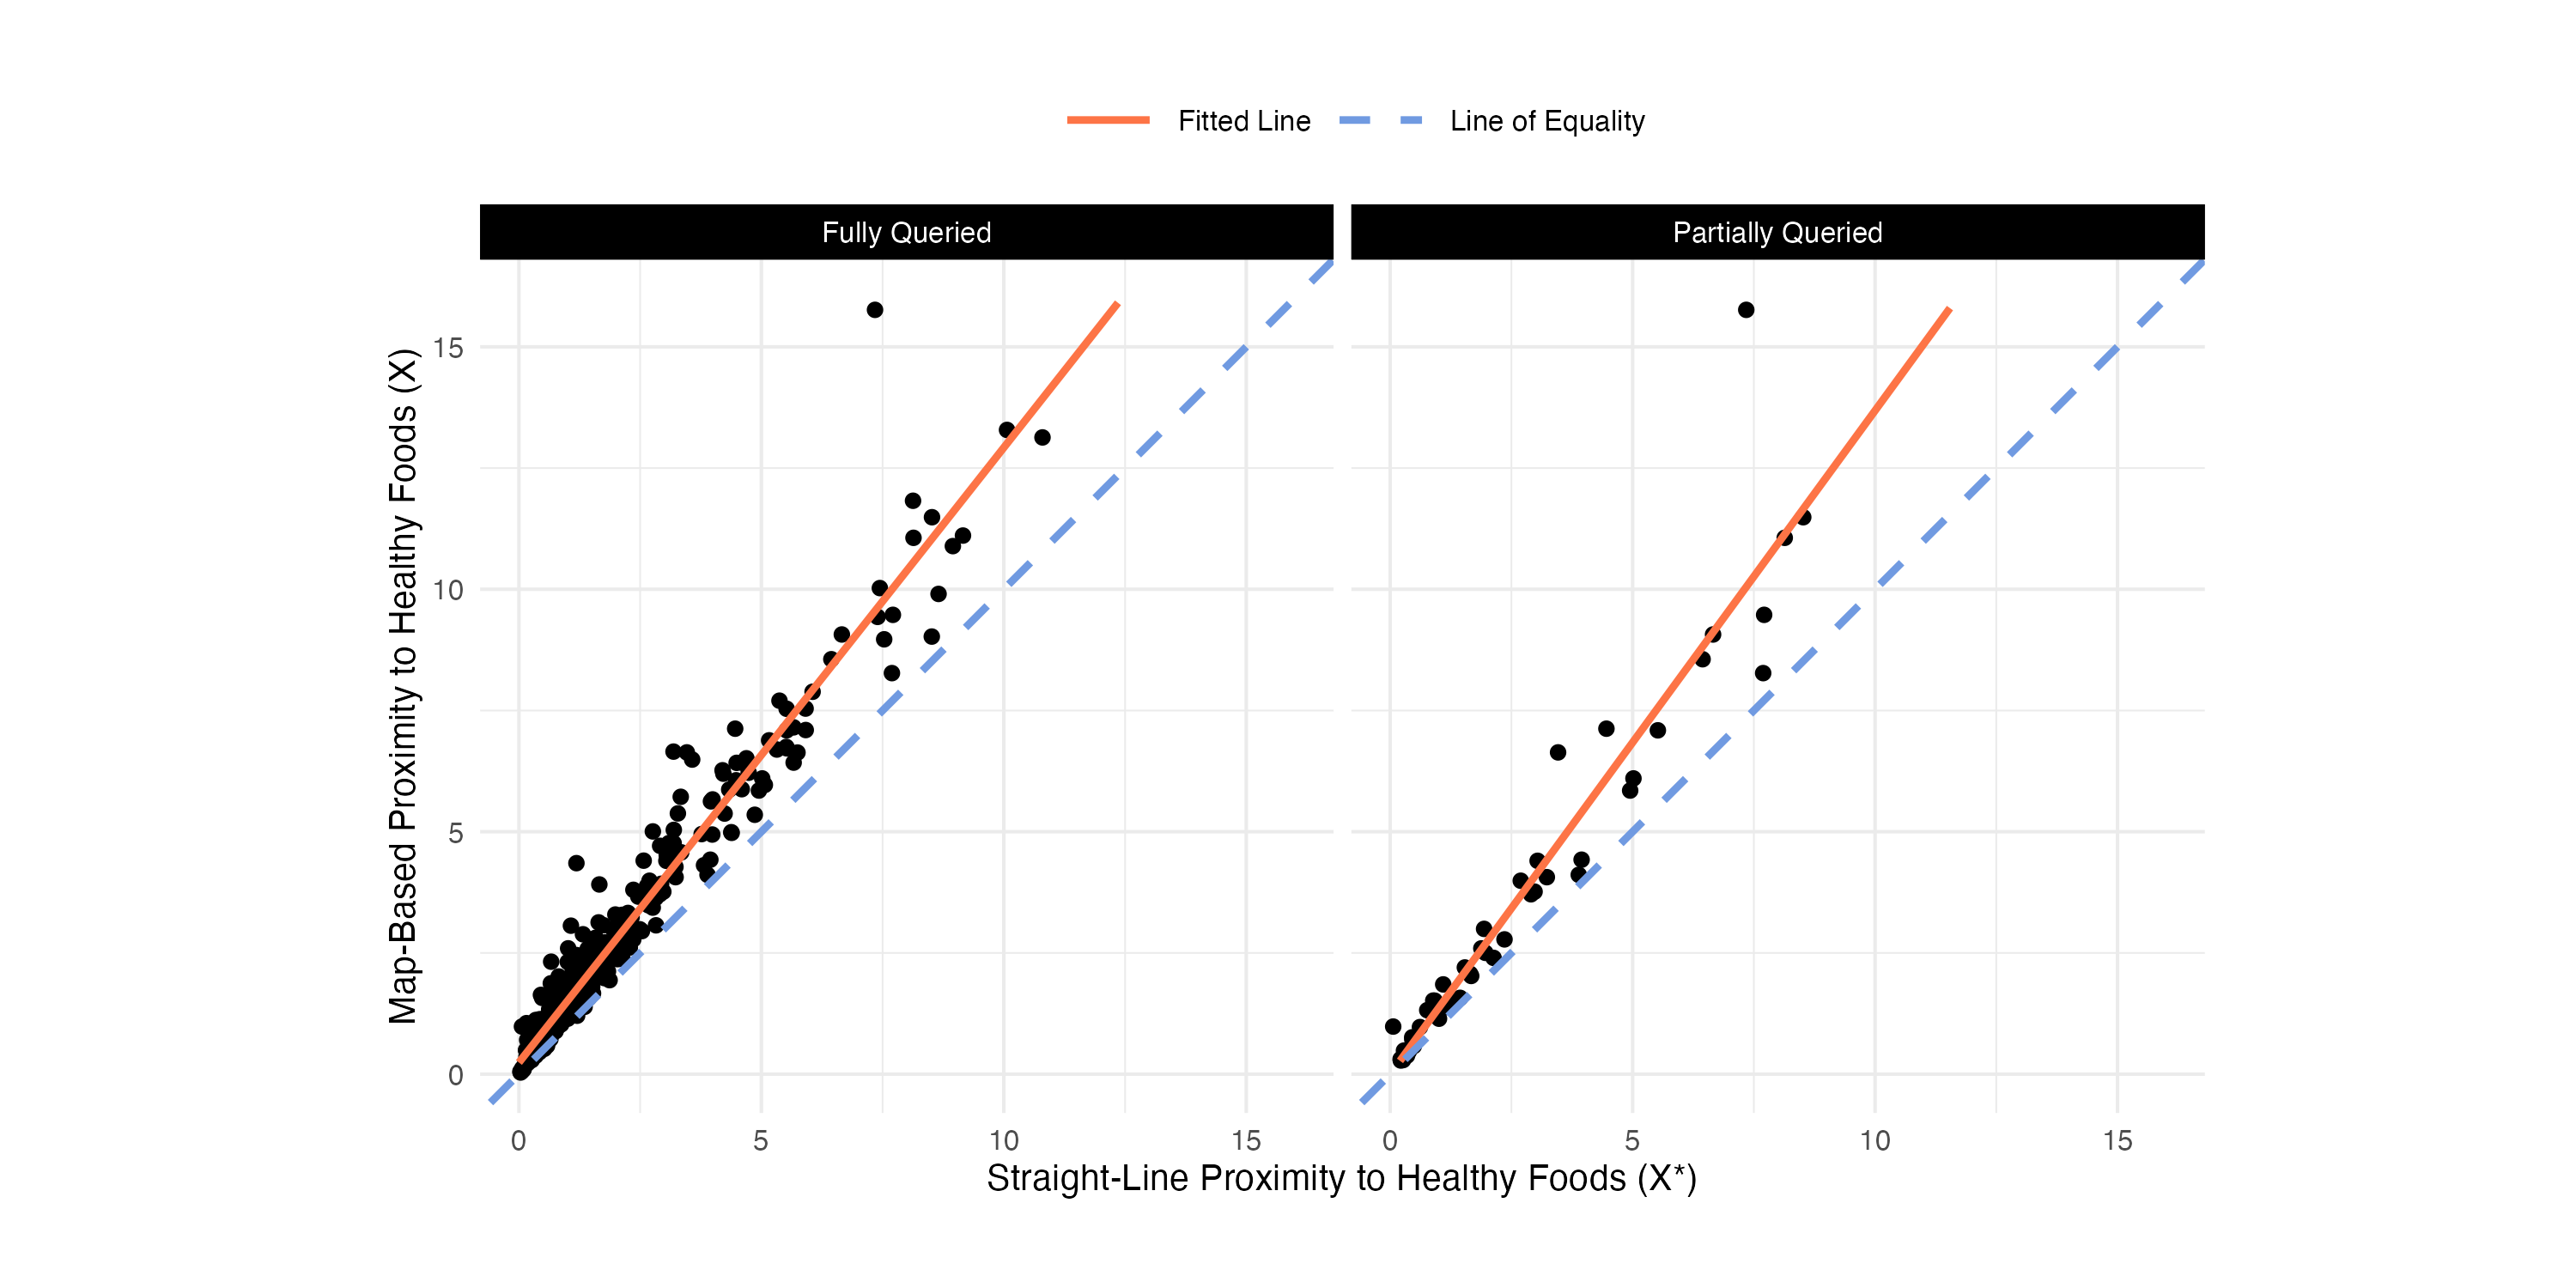 Fitted Line Line of Equality
Fully Queried Partially Queried
Map-Based Proximity to Healthy Foods (X)
15
10
5
0
0 5 10 15 0 5 10 15
Straight-Line Proximity to Healthy Foods (X*)